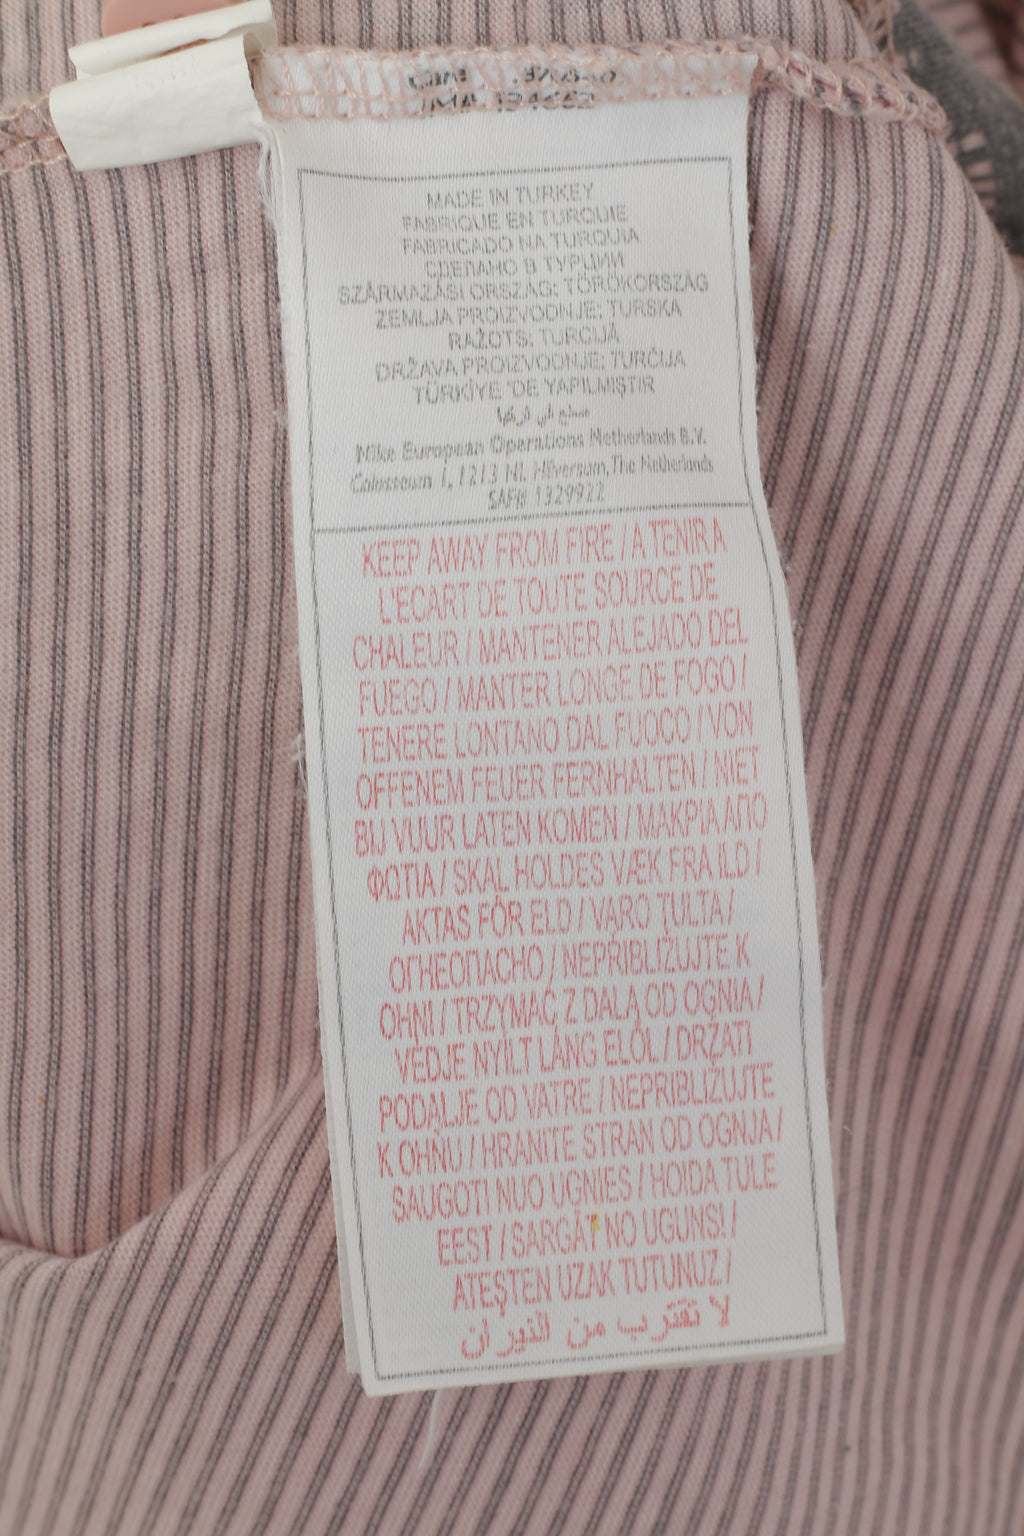 MADE IN TURKEY
FABRIQUE EN TURQUIE
FABRICADO NA TURQUIA
СДЕЛАНО В ТУРЦИИ
SZÁRMAZÁSI ORSZÁG: TÖRÖKORSZÁG
ZEMLJA PROIZVODNJE: TURSKA
RAŽOTS: TURCIJĀ
DRŽAVA PROIZVODNJE: TURČIJA
TÜRKİYE 'DE YAPILMIŞTIR
صنع في تركيا
Nike European Operations Netherlands B.V.
Colosseum 1, 1213 NL Hilversum, The Netherlands
SAF# 1329922
KEEP AWAY FROM FIRE / A TENIR A
L'ECART DE TOUTE SOURCE DE
CHALEUR / MANTENER ALEJADO DEL
FUEGO / MANTER LONGE DE FOGO /
TENERE LONTANO DAL FUOCO / VON
OFFENEM FEUER FERNHALTEN / NIET
BIJ VUUR LATEN KOMEN / ΜΑΚΡΙΑ ΑΠΟ
ΦΩΤΙΑ / SKAL HOLDES VÆK FRA ILD /
AKTAS FÖR ELD / VARO TULTA /
ОГНЕОПАСНО / NEPŘIBLIŽUJTE K
OHNI / TRZYMAĆ Z DALA OD OGNIA /
VÉDJE NYÍLT LÁNG ELŐL / DRŽATI
PODALJE OD VATRE / NEPRIBLIŽUJTE
K OHŇU / HRANITE STRAN OD OGNJA /
SAUGOTI NUO UGNIES / HOIDA TULE
EEST / SARGĀT NO UGUNS! /
ATEŞTEN UZAK TUTUNUZ /
لا تقترب من النيران